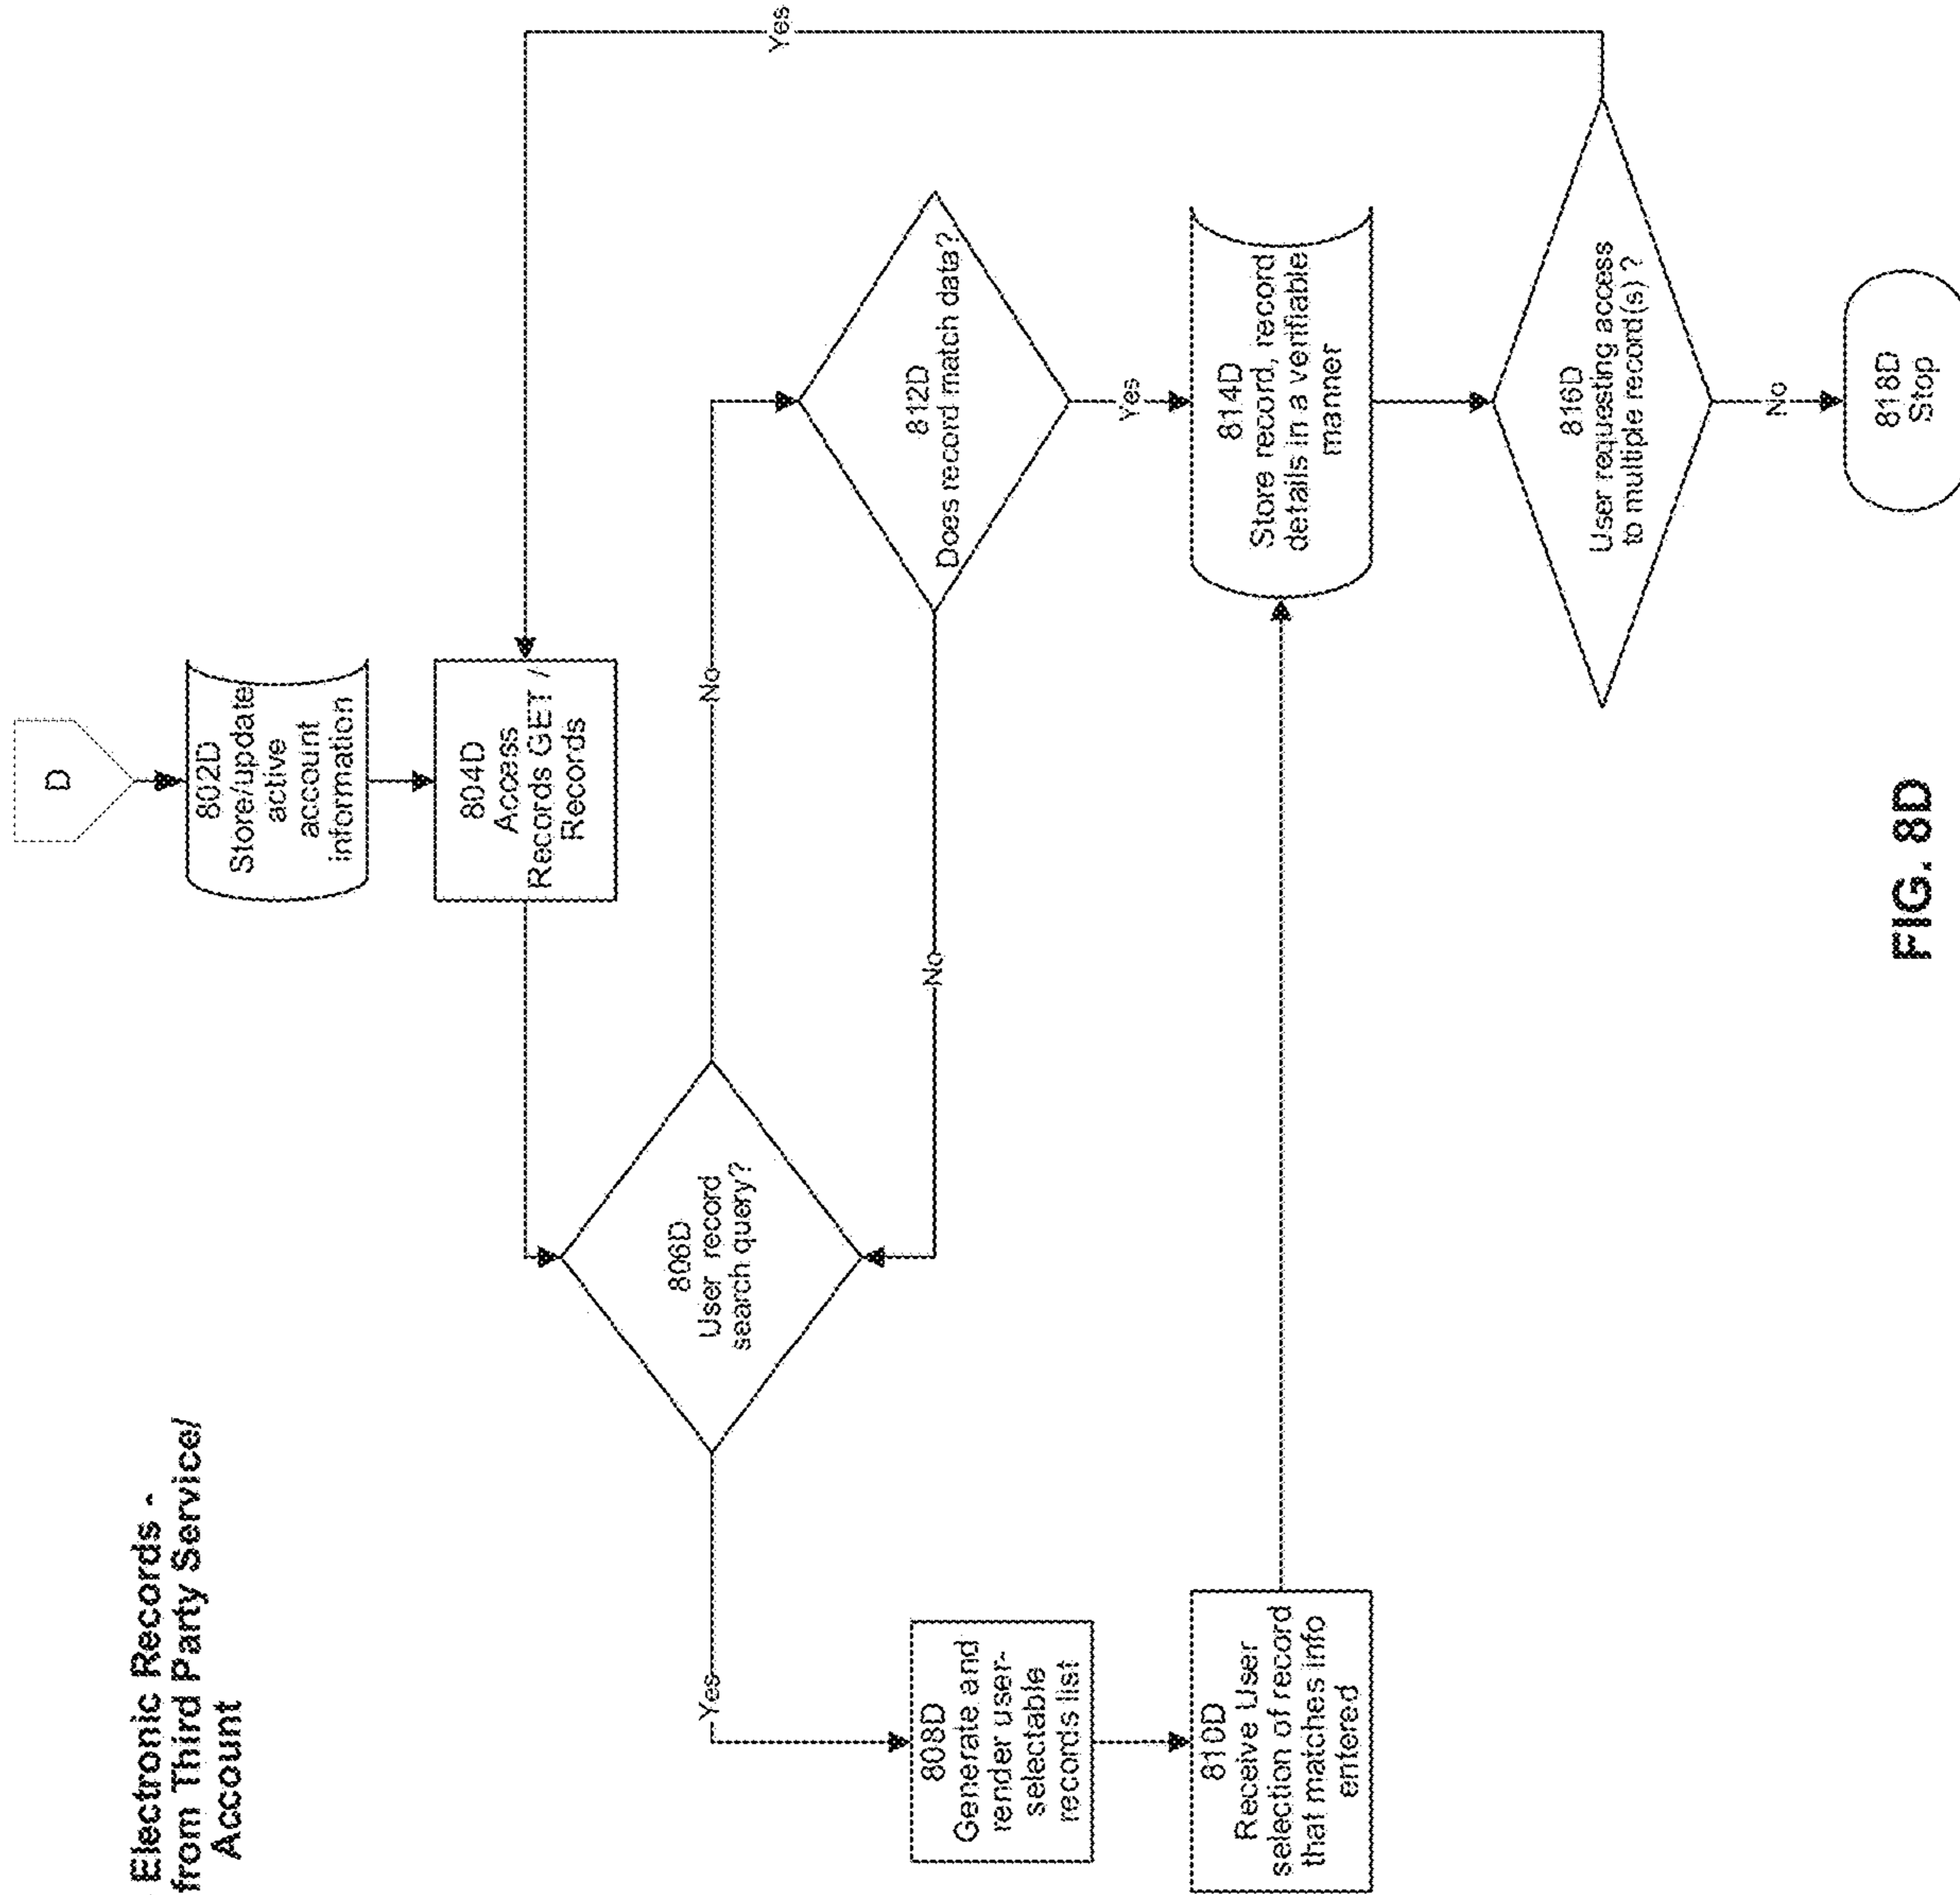 Electronic Records -
from Third Party Service/
Account
D
802D
Store/update
active
account
information
804D
Access
Records GET /
Records
Yes
806D
User record
search query?
No
Yes
808D
Generate and
render user-
selectable
records list
810D
Receive User
selection of record
that matches info
entered
812D
Does record match data?
No
Yes
814D
Store record, record
details in a verifiable
manner
816D
User requesting access
to multiple record(s) ?
No
818D
Stop
FIG. 8D